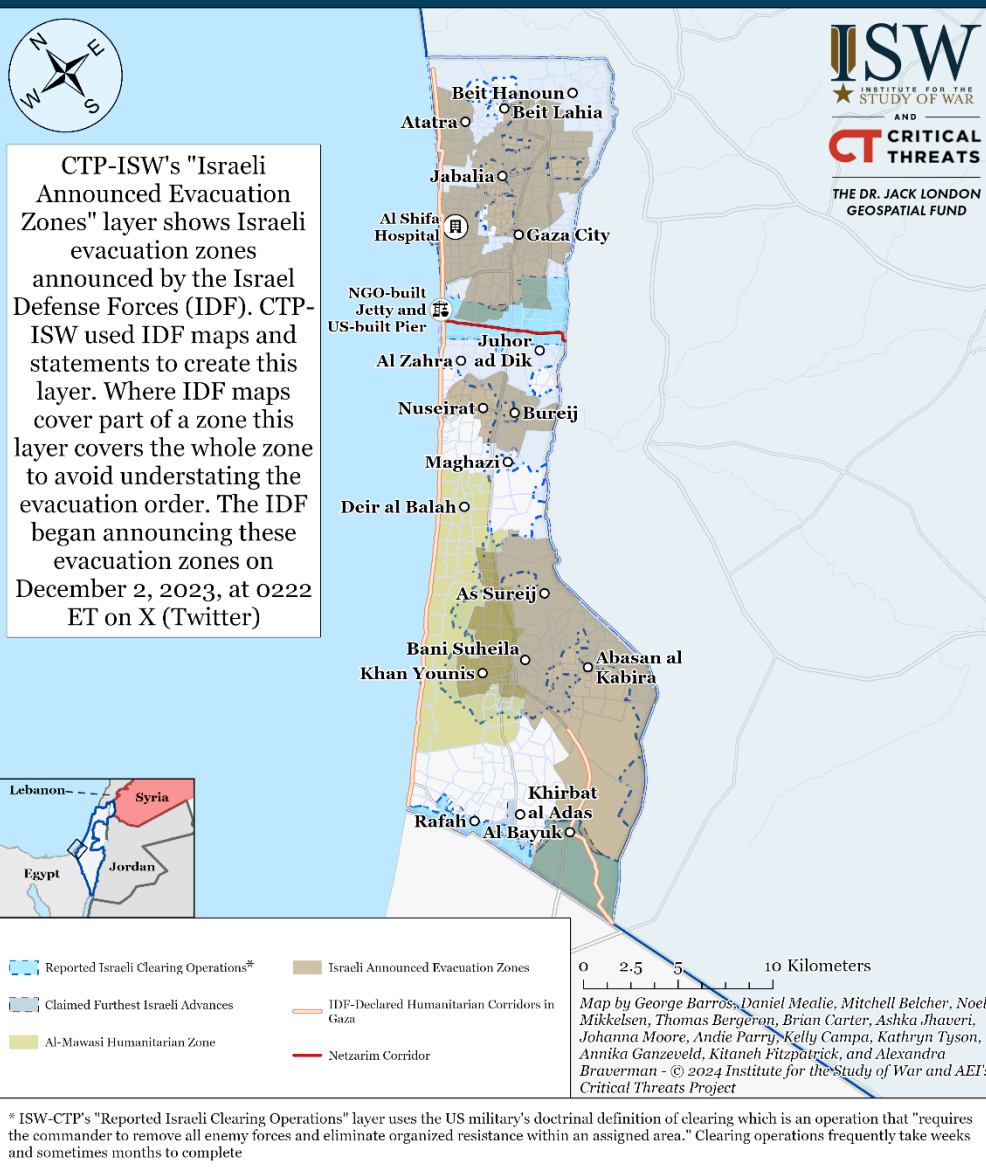 N
E
W
S
ISW
INSTITUTE FOR THE
STUDY OF WAR
AND
CT CRITICAL
THREATS
THE DR. JACK LONDON
GEOSPATIAL FUND
CTP-ISW's "Israeli
Announced Evacuation
Zones" layer shows Israeli
evacuation zones
announced by the Israel
Defense Forces (IDF). CTP-
ISW used IDF maps and
statements to create this
layer. Where IDF maps
cover part of a zone this
layer covers the whole zone
to avoid understating the
evacuation order. The IDF
began announcing these
evacuation zones on
December 2, 2023, at 0222
ET on X (Twitter)
Beit Hanoun
Beit Lahia
Atatra
Jabalia
Al Shifa
Hospital
Gaza City
NGO-built
Jetty and
US-built Pier
Juhor
ad Dik
Al Zahra
Nuseirat
Bureij
Maghazi
Deir al Balah
As Sureij
Bani Suheila
Abasan al
Kabira
Khan Younis
Khirbat
al Adas
Rafah
Al Bayuk
Lebanon
Syria
Egypt
Jordan
Reported Israeli Clearing Operations*
Claimed Furthest Israeli Advances
Al-Mawasi Humanitarian Zone
Israeli Announced Evacuation Zones
IDF-Declared Humanitarian Corridors in
Gaza
Netzarim Corridor
0 2.5 5 10 Kilometers
Map by George Barros, Daniel Mealie, Mitchell Belcher, Noel
Mikkelsen, Thomas Bergeron, Brian Carter, Ashka Jhaveri,
Johanna Moore, Andie Parry, Kelly Campa, Kathryn Tyson,
Annika Ganzeveld, Kitaneh Fitzpatrick, and Alexandra
Braverman - © 2024 Institute for the Study of War and AEI's
Critical Threats Project
* ISW-CTP's "Reported Israeli Clearing Operations" layer uses the US military's doctrinal definition of clearing which is an operation that "requires
the commander to remove all enemy forces and eliminate organized resistance within an assigned area." Clearing operations frequently take weeks
and sometimes months to complete